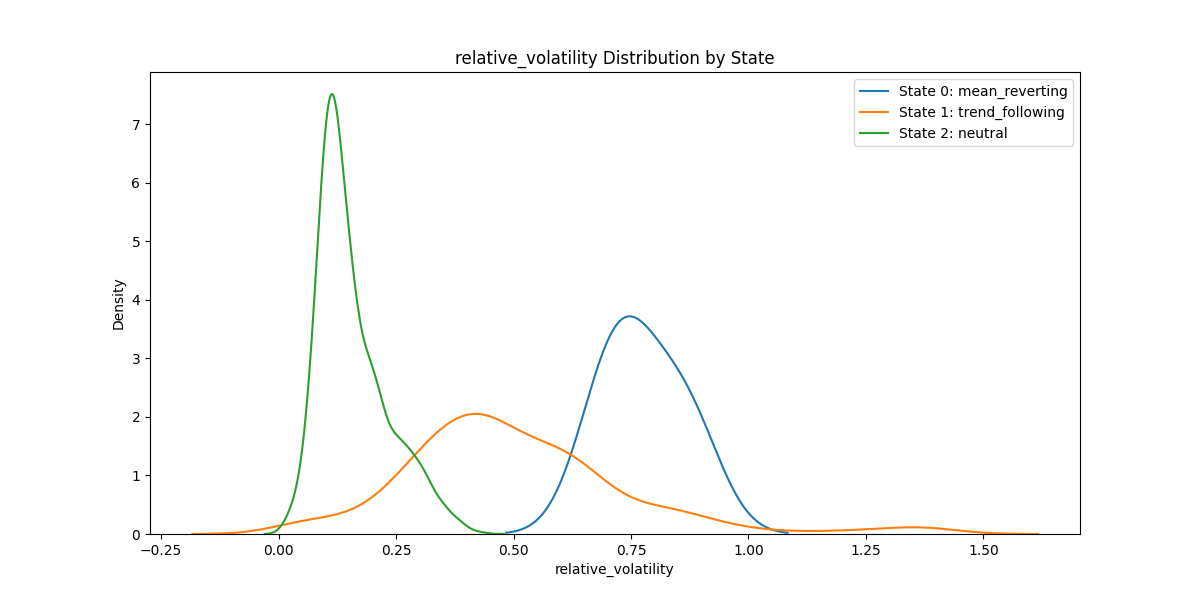 relative_volatility Distribution by State
State 0: mean_reverting
State 1: trend_following
State 2: neutral
Density
7
6
5
4
3
2
1
0
−0.25
0.00
0.25
0.50
0.75
1.00
1.25
1.50
relative_volatility